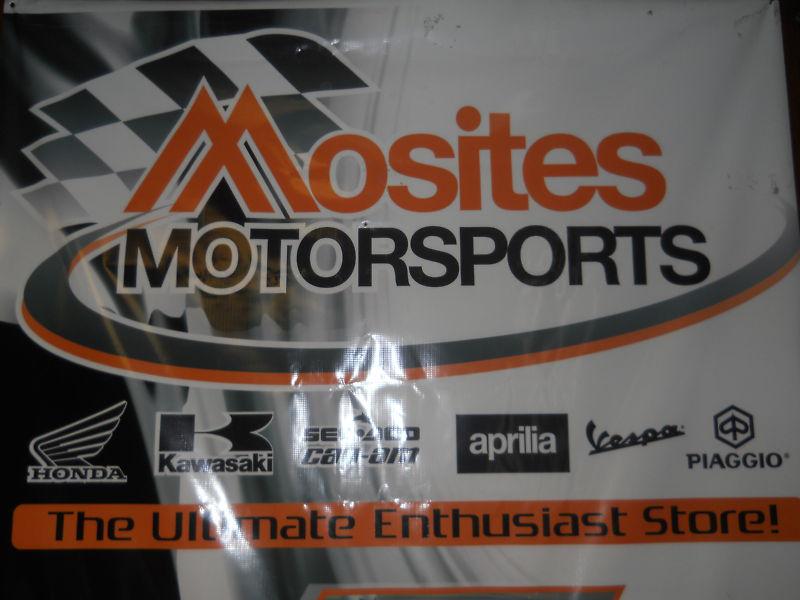 Mosites
MOTORSPORTS
HONDA
Kawasaki
SEA-DOO
can-am
aprilia
Vespa
PIAGGIO®
The Ultimate Enthusiast Store!